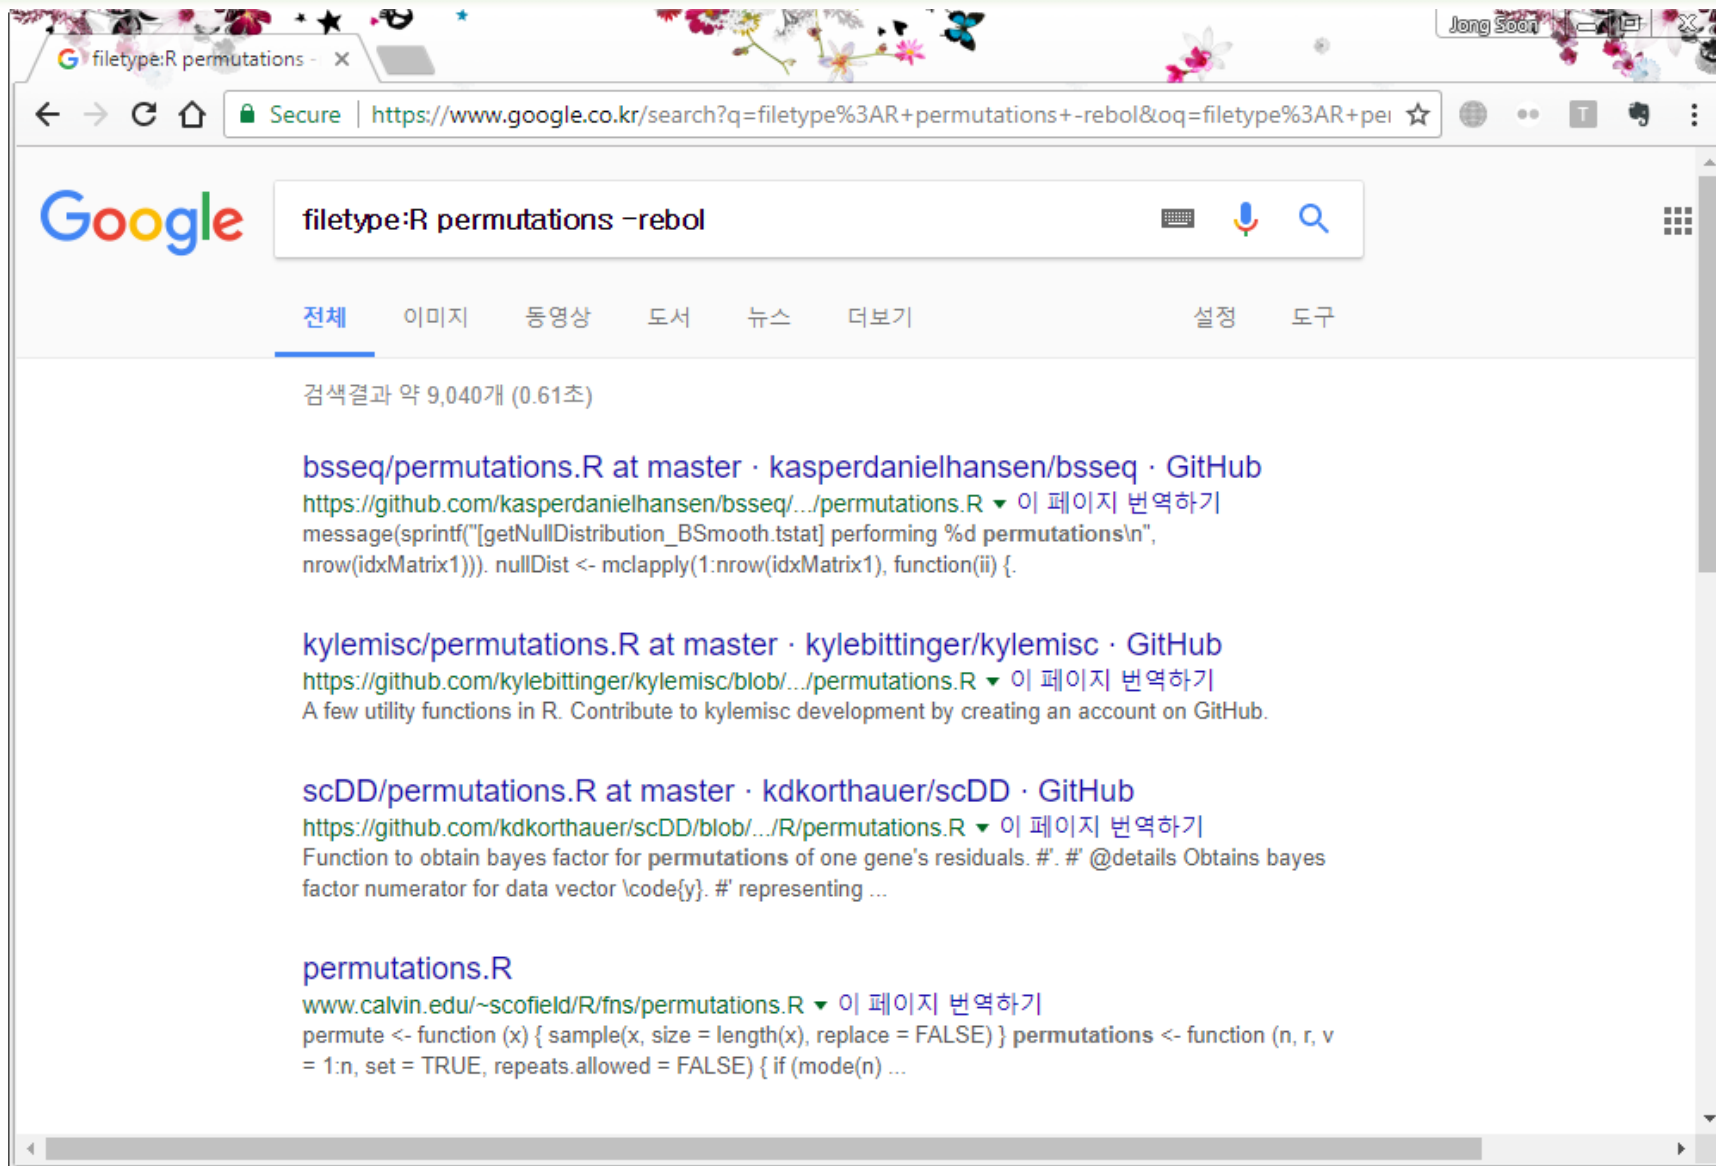 Jong Soon
filetype:R permutations -
Secure https://www.google.co.kr/search?q=filetype%3AR+permutations+-rebol&oq=filetype%3AR+per
T
Google
filetype:R permutations -rebol
전체 이미지 동영상 도서 뉴스 더보기 설정 도구
검색결과 약 9,040개 (0.61초)
bsseq/permutations.R at master · kasperdanielhansen/bsseq · GitHub
https://github.com/kasperdanielhansen/bsseq/.../permutations.R ▼ 이 페이지 번역하기
message(sprintf("[getNullDistribution_BSmooth.tstat] performing %d permutations\n",
nrow(idxMatrix1))). nullDist <- mclapply(1:nrow(idxMatrix1), function(ii) {.
kylemisc/permutations.R at master · kylebittinger/kylemisc · GitHub
https://github.com/kylebittinger/kylemisc/blob/.../permutations.R ▼ 이 페이지 번역하기
A few utility functions in R. Contribute to kylemisc development by creating an account on GitHub.
scDD/permutations.R at master · kdkorthauer/scDD · GitHub
https://github.com/kdkorthauer/scDD/blob/.../R/permutations.R ▼ 이 페이지 번역하기
Function to obtain bayes factor for permutations of one gene's residuals. #'. #' @details Obtains bayes
factor numerator for data vector \code{y}. #' representing ...
permutations.R
www.calvin.edu/~scofield/R/fns/permutations.R ▼ 이 페이지 번역하기
permute <- function (x) { sample(x, size = length(x), replace = FALSE) } permutations <- function (n, r, v
= 1:n, set = TRUE, repeats.allowed = FALSE) { if (mode(n) ...